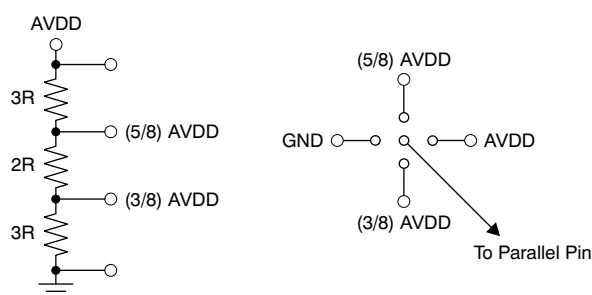 AVDD
3R
(5/8) AVDD
2R
(3/8) AVDD
3R
(5/8) AVDD
GND
AVDD
(3/8) AVDD
To Parallel Pin